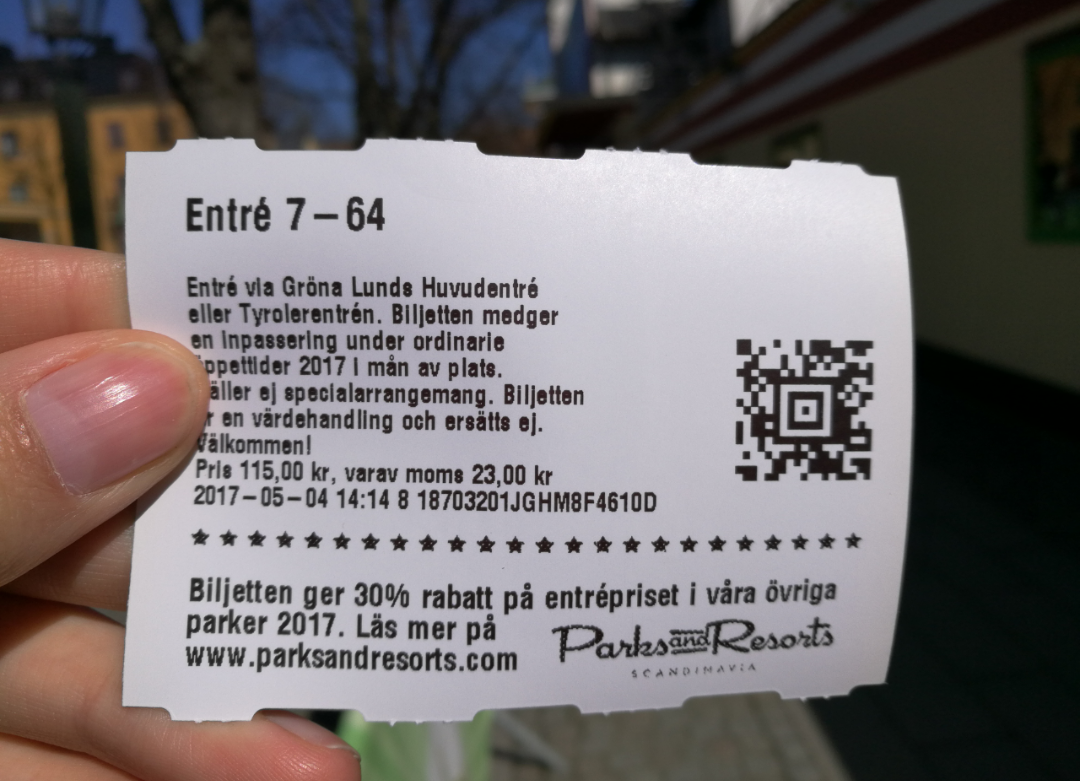 Entré 7 – 64
Entré via Gröna Lunds Huvudentré
eller Tyrolerentrén. Biljetten medger
en inpassering under ordinarie
öppettider 2017 i mån av plats.
Gäller ej specialarrangemang. Biljetten
är en värdehandling och ersätts ej.
Välkommen!
Pris 115,00 kr, varav moms 23,00 kr
2017-05-04 14:14 8 18703201JGHM8F4610D
Biljetten ger 30% rabatt på entrépriset i våra övriga
parker 2017. Läs mer på
www.parksandresorts.com
Parks and Resorts
SCANDINAVIA